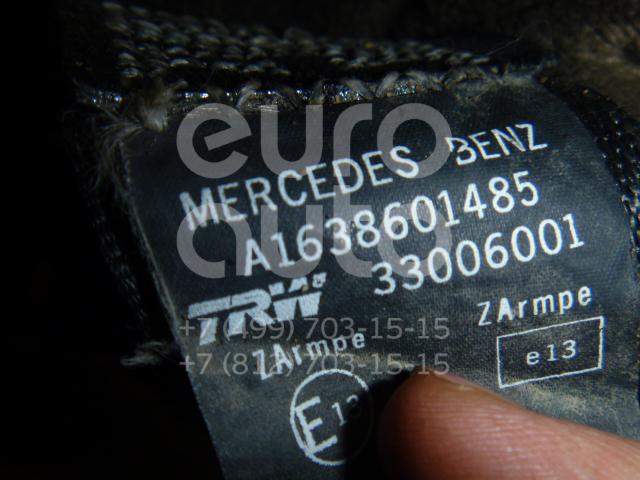 MERCEDES BENZ
A1638601485
TRW 33006001
ZArmpe ZArmpe
E13 e13
euro
auto
+7 (499) 703-15-15
+7 (812) 703-15-15